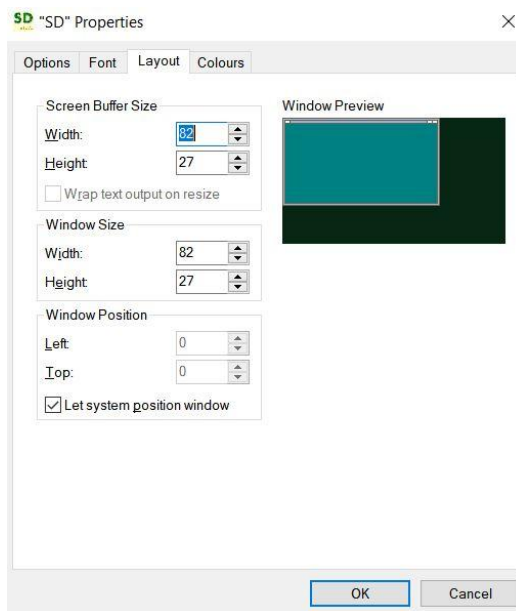 SD "SD" Properties
Options Font Layout Colours
Screen Buffer Size
Width: 82
Height: 27
Wrap text output on resize
Window Size
Width: 82
Height: 27
Window Position
Left: 0
Top: 0
Let system position window
Window Preview
OK Cancel